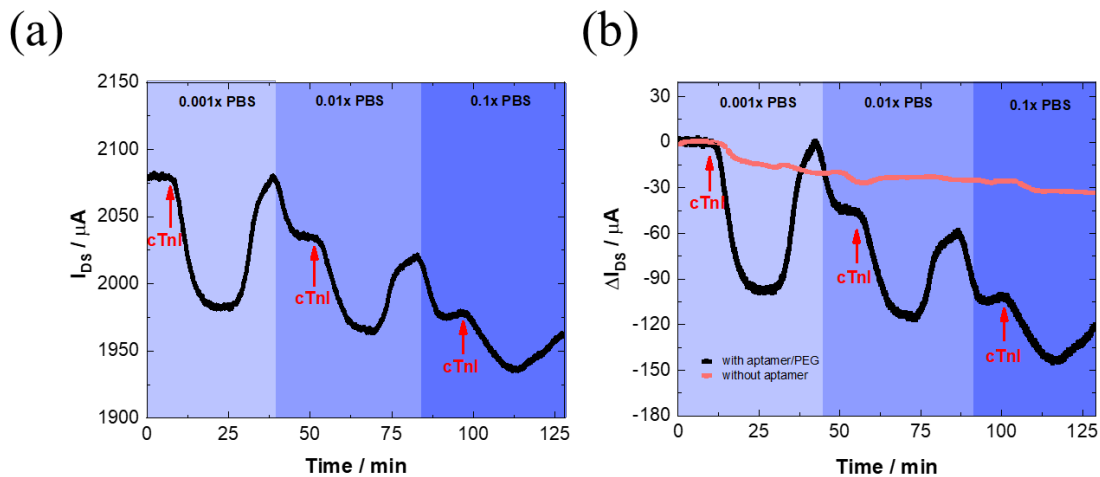 (a)
(b)
2150
2100
2050
2000
1950
1900
I_DS / μA
0.001x PBS
0.01x PBS
0.1x PBS
cTnI
cTnI
cTnI
0
25
50
75
100
125
Time / min
30
0
-30
-60
-90
-120
-150
-180
ΔI_DS / μA
0.001x PBS
0.01x PBS
0.1x PBS
cTnI
cTnI
cTnI
with aptamer/PEG
without aptamer
0
25
50
75
100
125
Time / min